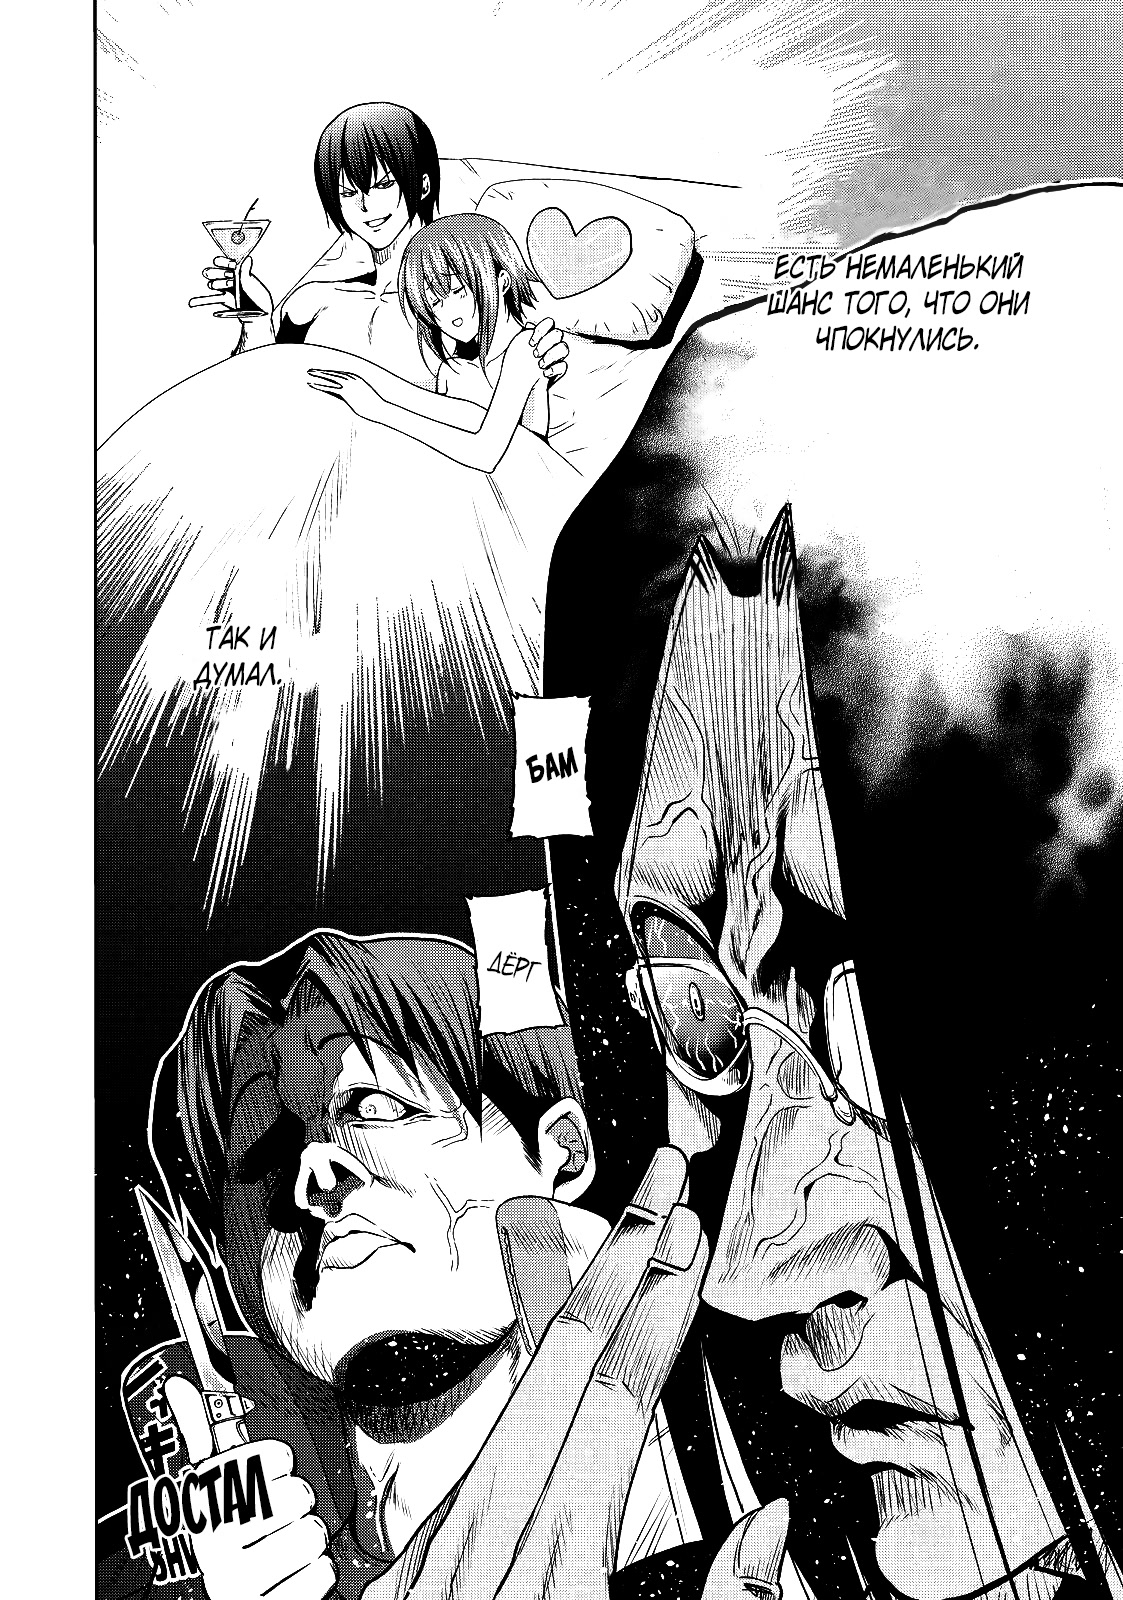 ЕСТЬ НЕМАЛЕНЬКИЙ
ШАНС ТОГО, ЧТО ОНИ
ЧПОКНУЛИСЬ.
ТАК И
ДУМАЛ.
БАМ
ДЁРГ
ДОСТАЛ